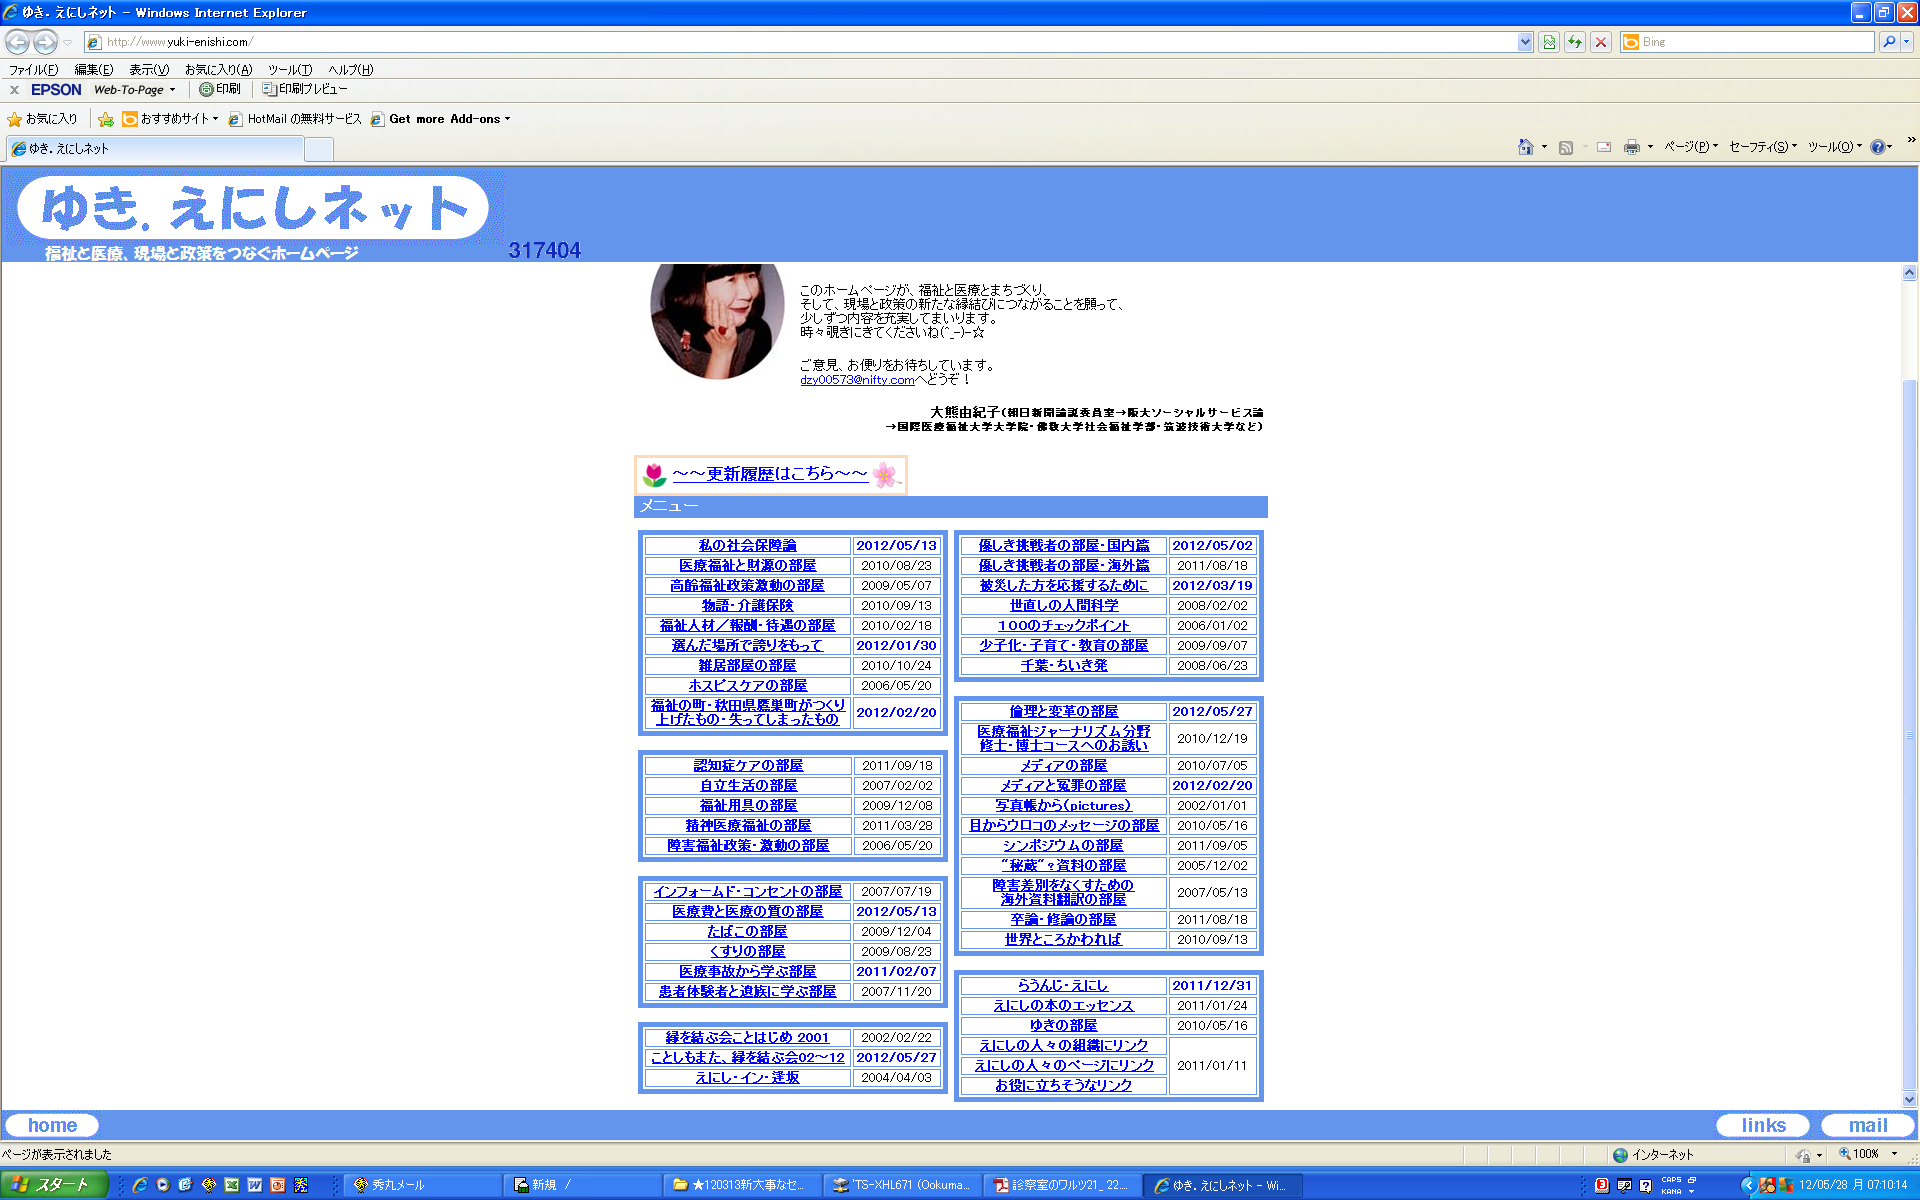 ゆき. えにしネット - Windows Internet Explorer
http://www.yuki-enishi.com/
Bing
ファイル(F) 編集(E) 表示(V) お気に入り(A) ツール(T) ヘルプ(H)
x EPSON Web-To-Page 印刷 印刷プレビュー
お気に入り おすすめサイト HotMail の無料サービス Get more Add-ons
ゆき. えにしネット
ページ(P) セーフティ(S) ツール(O)
ゆき. えにしネット
福祉と医療、現場と政策をつなぐホームページ
317404
このホームページが、福祉と医療とまちづくり、
そして、現場と政策の新たな縁結びにつながることを願って、
少しずつ内容を充実してまいります。
時々覗きにきてくださいね(^_-)-☆
ご意見、お便りをお待ちしています。
dzy00573@nifty.comへどうぞ！
大熊由紀子(朝日新聞論説委員室→阪大ソーシャルサービス論
→国際医療福祉大学大学院・佛教大学社会福祉学部・筑波技術大学など)
～～更新履歴はこちら～～
メニュー
私の社会保障論 2012/05/13
医療福祉と財源の部屋 2010/08/23
高齢福祉政策激動の部屋 2009/05/07
物語・介護保険 2010/09/13
福祉人材／報酬・待遇の部屋 2010/02/18
選んだ場所で誇りをもって 2012/01/30
雑居部屋の部屋 2010/10/24
ホスピスケアの部屋 2006/05/20
福祉の町・秋田県鷹巣町がつくり
上げたもの・失ってしまったもの 2012/02/20
認知症ケアの部屋 2011/09/18
自立生活の部屋 2007/02/02
福祉用具の部屋 2009/12/08
精神医療福祉の部屋 2011/03/28
障害福祉政策・激動の部屋 2006/05/20
インフォームド・コンセントの部屋 2007/07/19
医療費と医療の質の部屋 2012/05/13
たばこの部屋 2009/12/04
くすりの部屋 2009/08/23
医療事故から学ぶ部屋 2011/02/07
患者体験者と遺族に学ぶ部屋 2007/11/20
縁を結ぶ会ことはじめ 2001 2002/02/22
ことしもまた、縁を結ぶ会02～12 2012/05/27
えにし・イン・逢坂 2004/04/03
優しき挑戦者の部屋・国内篇 2012/05/02
優しき挑戦者の部屋・海外篇 2011/08/18
被災した方を応援するために 2012/03/19
世直しの人間科学 2008/02/02
１００のチェックポイント 2006/01/02
少子化・子育て・教育の部屋 2009/09/07
千葉・ちいき発 2008/06/23
倫理と変革の部屋 2012/05/27
医療福祉ジャーナリズム分野
修士・博士コースへのお誘い 2010/12/19
メディアの部屋 2010/07/05
メディアと冤罪の部屋 2012/02/20
写真帳から(pictures) 2002/01/01
目からウロコのメッセージの部屋 2010/05/16
シンポジウムの部屋 2011/09/05
“秘蔵“？資料の部屋 2005/12/02
障害差別をなくすための
海外資料翻訳の部屋 2007/05/13
卒論・修論の部屋 2011/08/18
世界ところかわれば 2010/09/13
らうんじ・えにし 2011/12/31
えにしの本のエッセンス 2011/01/24
ゆきの部屋 2010/05/16
えにしの人々の組織にリンク
えにしの人々のページにリンク 2011/01/11
お役に立ちそうなリンク
home links mail
ページが表示されました
インターネット 100%
スタート 秀丸メール 新規 / ★120313新大事なセ... 'TS-XHL671 (Ookuma... 診察室のワルツ21_ 22... ゆき. えにしネット - Wi...
CAPS
KANA
12/05/28 月 07:10:14